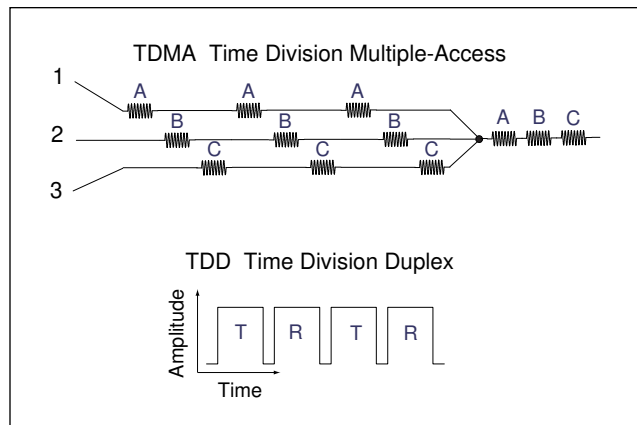 TDMA Time Division Multiple-Access
1 A A A
B B B A B C
2
C C C
3
TDD Time Division Duplex
Amplitude
T R T R
Time